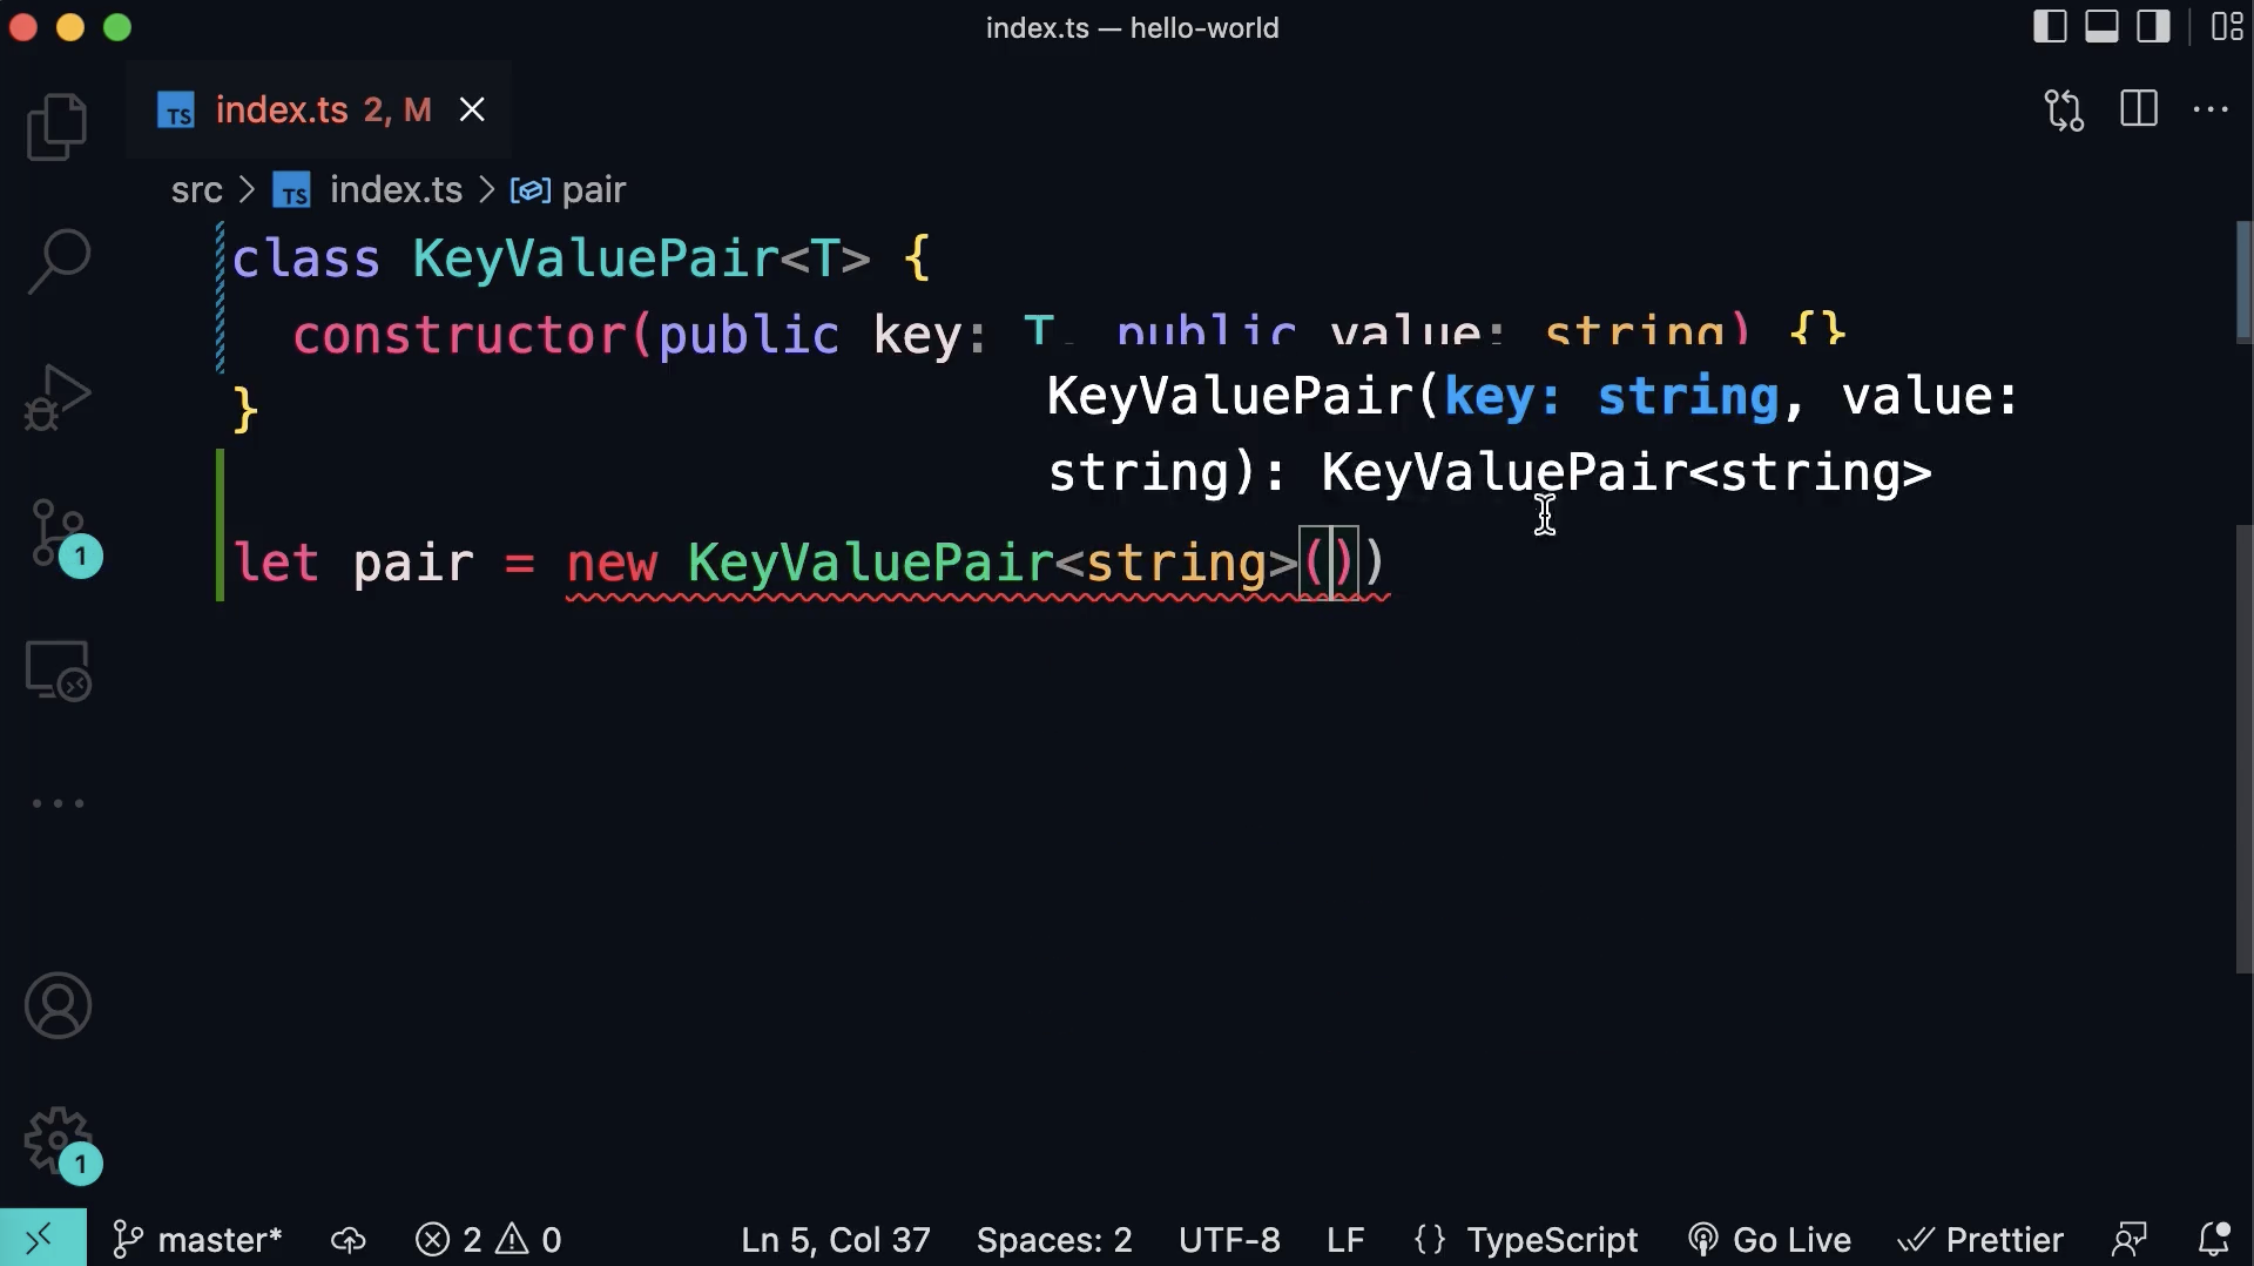 index.ts — hello-world
TS index.ts 2, M
src > TS index.ts > pair
class KeyValuePair<T> {
constructor(public key: T, public value: string) {}
}
KeyValuePair(key: string, value:
string): KeyValuePair<string>
let pair = new KeyValuePair<string>())
1
1
master* 2 0 Ln 5, Col 37 Spaces: 2 UTF-8 LF {} TypeScript Go Live Prettier